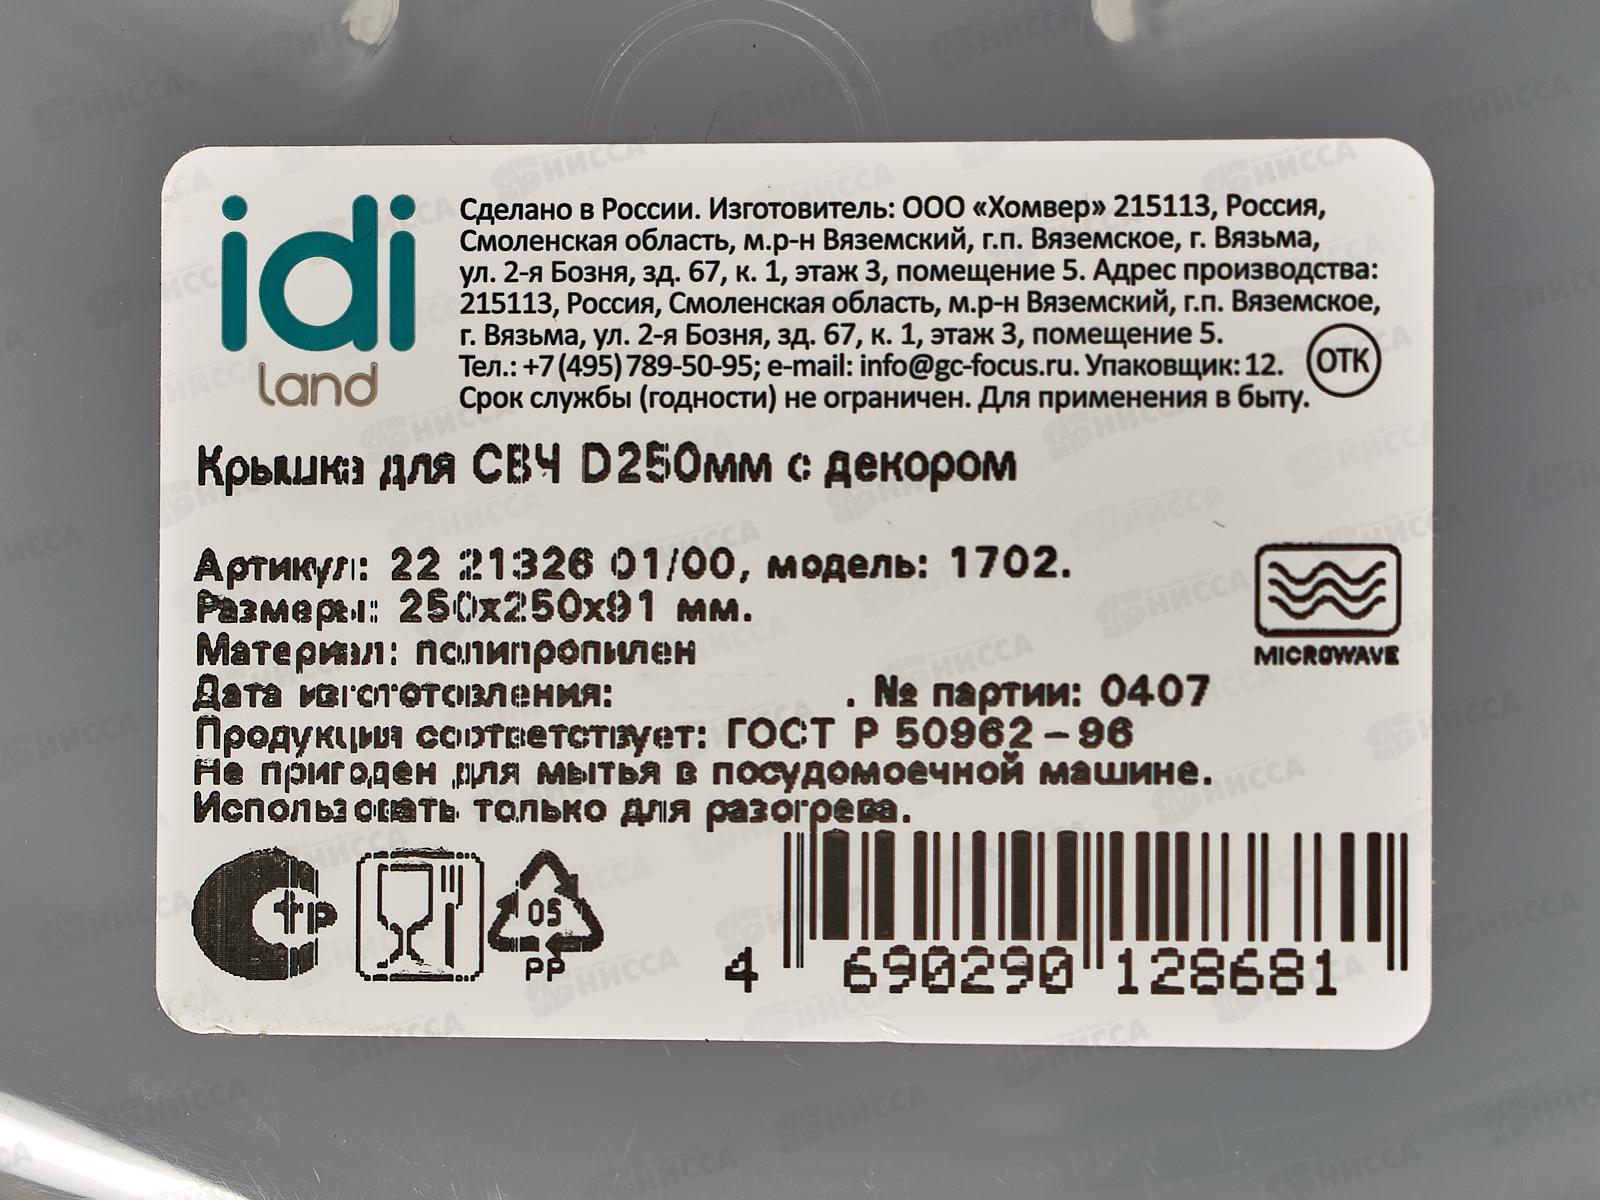 idi
land
Сделано в России. Изготовитель: ООО «Хомвер» 215113, Россия,
Смоленская область, м.р-н Вяземский, г.п. Вяземское, г. Вязьма,
ул. 2-я Бозня, зд. 67, к. 1, этаж 3, помещение 5. Адрес производства:
215113, Россия, Смоленская область, м.р-н Вяземский, г.п. Вяземское,
г. Вязьма, ул. 2-я Бозня, зд. 67, к. 1, этаж 3, помещение 5.
Тел.: +7 (495) 789-50-95; e-mail: info@gc-focus.ru. Упаковщик: 12.
Срок службы (годности) не ограничен. Для применения в быту.
ОТК
Крышка для СВЧ D250мм с декором
Артикул: 22 21326 01/00, модель: 1702.
Размеры: 250х250х91 мм.
Материал: полипропилен
Дата изготовления: . № партии: 0407
Продукция соответствует: ГОСТ Р 50962-96
Не пригоден для мытья в посудомоечной машине.
Использовать только для разогрева.
MICROWAVE
Стр
05
PP
4 690290 128681
НИССА